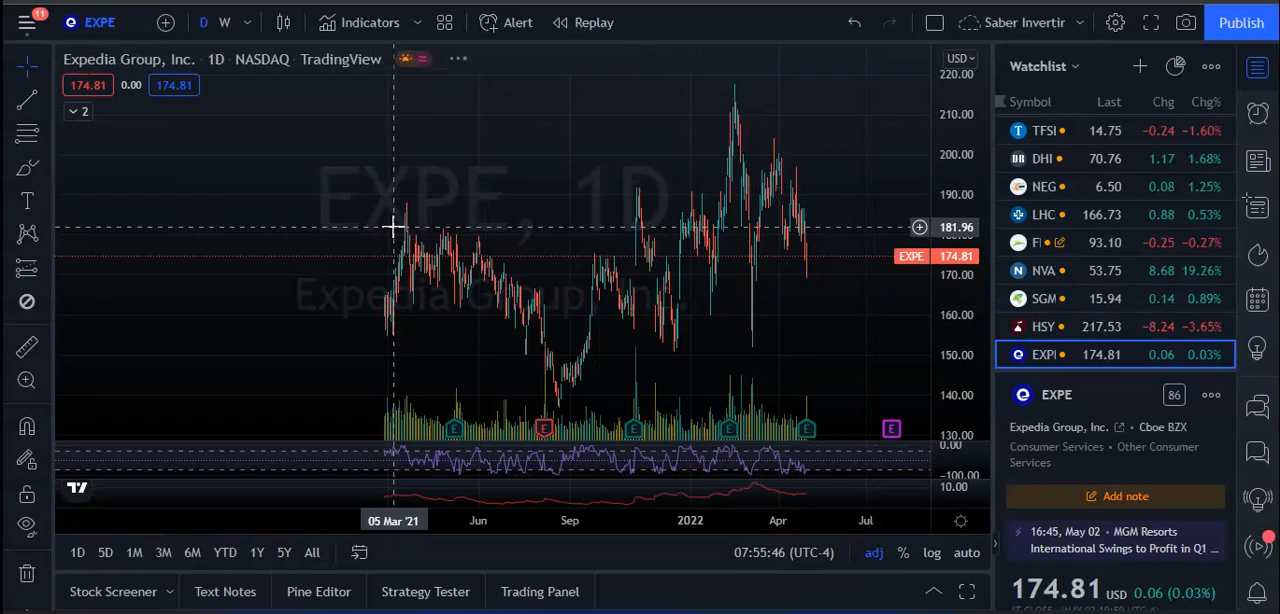 11
EXPE
D W
Indicators
Alert
Replay
Saber Invertir
Publish
Expedia Group, Inc. · 1D · NASDAQ · TradingView
174.81 0.00 174.81
2
EXPE, 1D
Expedia Group, Inc.
USD
220.00
210.00
200.00
190.00
181.96
180.00
EXPE 174.81
170.00
160.00
150.00
140.00
130.00
0.00
−100.00
10.00
E E E E E E
05 Mar '21 Jun Sep 2022 Apr Jul
1D 5D 1M 3M 6M YTD 1Y 5Y All
07:55:46 (UTC-4) adj % log auto
Stock Screener Text Notes Pine Editor Strategy Tester Trading Panel
Watchlist
Symbol Last Chg Chg%
TFSI 14.75 −0.24 −1.60%
DHI 70.76 1.17 1.68%
NEG 6.50 0.08 1.25%
LHC 166.73 0.88 0.53%
FI 93.10 −0.25 −0.27%
NVA 53.75 8.68 19.26%
SGM 15.94 0.14 0.89%
HSY 217.53 −8.24 −3.65%
EXPI 174.81 0.06 0.03%
EXPE 86
Expedia Group, Inc. · Cboe BZX
Consumer Services · Other Consumer
Services
Add note
16:45, May 02 · MGM Resorts
International Swings to Profit in Q1 ...
174.81 USD 0.06 (0.03%)